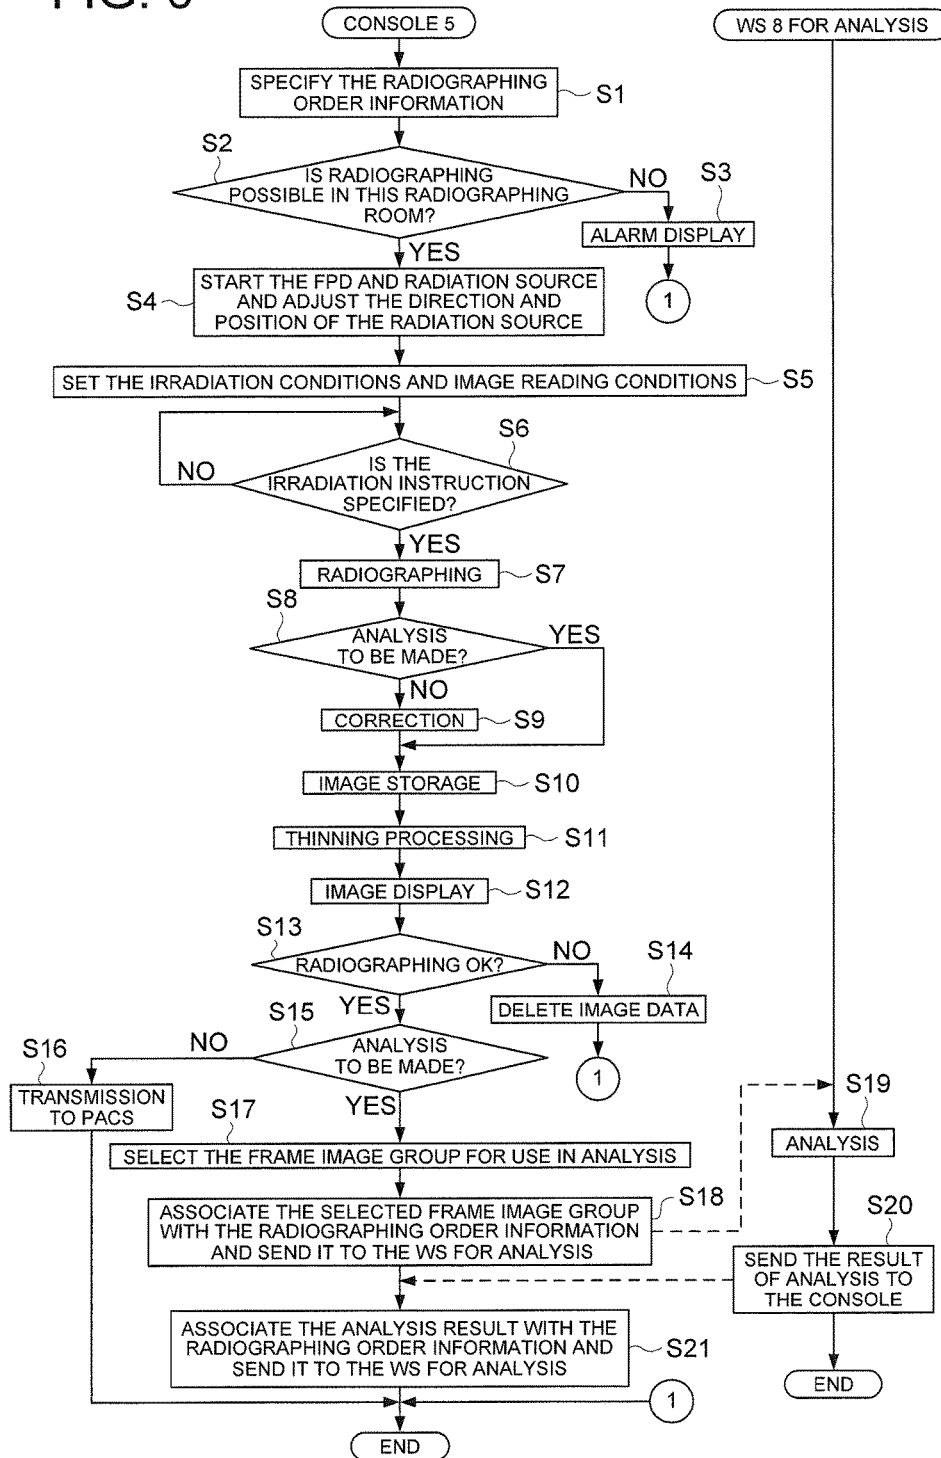 FIG.
CONSOLE 5
WS 8 FOR ANALYSIS
SPECIFY THE RADIOGRAPHING
ORDER INFORMATION
S1
S2
IS RADIOGRAPHING
POSSIBLE IN THIS RADIOGRAPHING
ROOM?
NO
S3
ALARM DISPLAY
1
YES
S4
START THE FPD AND RADIATION SOURCE
AND ADJUST THE DIRECTION AND
POSITION OF THE RADIATION SOURCE
SET THE IRRADIATION CONDITIONS AND IMAGE READING CONDITIONS
S5
S6
IS THE
IRRADIATION INSTRUCTION
SPECIFIED?
NO
YES
RADIOGRAPHING
S7
S8
ANALYSIS
TO BE MADE?
YES
NO
CORRECTION
S9
IMAGE STORAGE
S10
THINNING PROCESSING
S11
IMAGE DISPLAY
S12
S13
RADIOGRAPHING OK?
NO
S14
DELETE IMAGE DATA
1
YES
S15
ANALYSIS
TO BE MADE?
NO
S16
TRANSMISSION
TO PACS
YES
S17
SELECT THE FRAME IMAGE GROUP FOR USE IN ANALYSIS
ASSOCIATE THE SELECTED FRAME IMAGE GROUP
WITH THE RADIOGRAPHING ORDER INFORMATION
AND SEND IT TO THE WS FOR ANALYSIS
S18
S19
ANALYSIS
S20
SEND THE RESULT
OF ANALYSIS TO
THE CONSOLE
END
ASSOCIATE THE ANALYSIS RESULT WITH THE
RADIOGRAPHING ORDER INFORMATION AND
SEND IT TO THE WS FOR ANALYSIS
S21
1
END